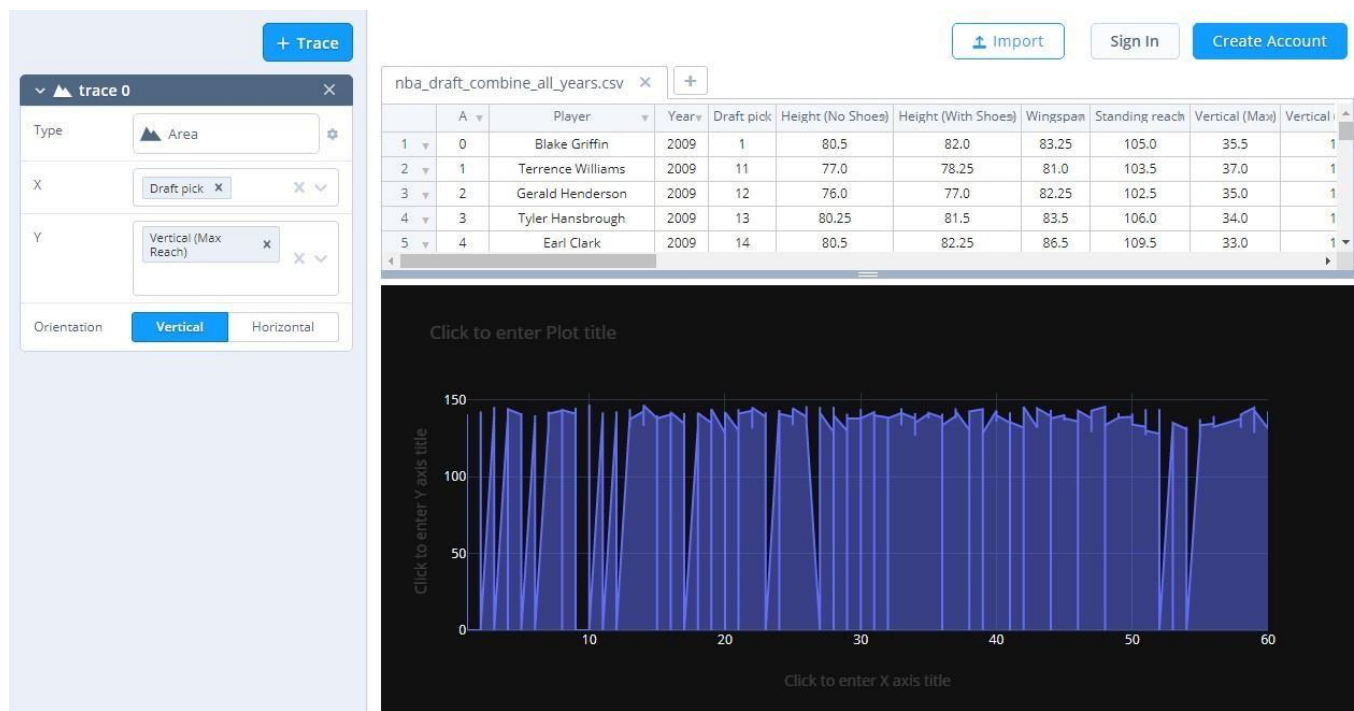 + Trace
trace 0
Type
Area
X
Draft pick
Y
Vertical (Max
Reach)
Orientation
Vertical
Horizontal
Import
Sign In
Create Account
nba_draft_combine_all_years.csv
A Player Year Draft pick Height (No Shoes) Height (With Shoes) Wingspan Standing reach Vertical (Max) Vertical
1 0 Blake Griffin 2009 1 80.5 82.0 83.25 105.0 35.5 1
2 1 Terrence Williams 2009 11 77.0 78.25 81.0 103.5 37.0 1
3 2 Gerald Henderson 2009 12 76.0 77.0 82.25 102.5 35.0 1
4 3 Tyler Hansbrough 2009 13 80.25 81.5 83.5 106.0 34.0 1
5 4 Earl Clark 2009 14 80.5 82.25 86.5 109.5 33.0 1
Click to enter Plot title
Click to enter Y axis title
150
100
50
0
10 20 30 40 50 60
Click to enter X axis title